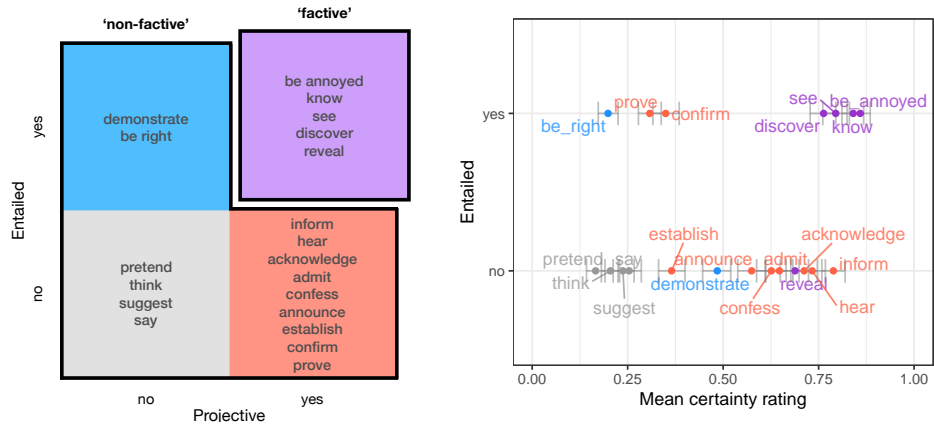 ‘non-factive’
‘factive’
Entailed
yes
no
demonstrate
be right
be annoyed
know
see
discover
reveal
pretend
think
suggest
say
inform
hear
acknowledge
admit
confess
announce
establish
confirm
prove
no
yes
Projective
Entailed
yes
no
prove
be_right
confirm
see
be_annoyed
discover
know
establish
acknowledge
pretend
say
announce
admit
inform
think
demonstrate
reveal
suggest
confess
hear
0.00
0.25
0.50
0.75
1.00
Mean certainty rating